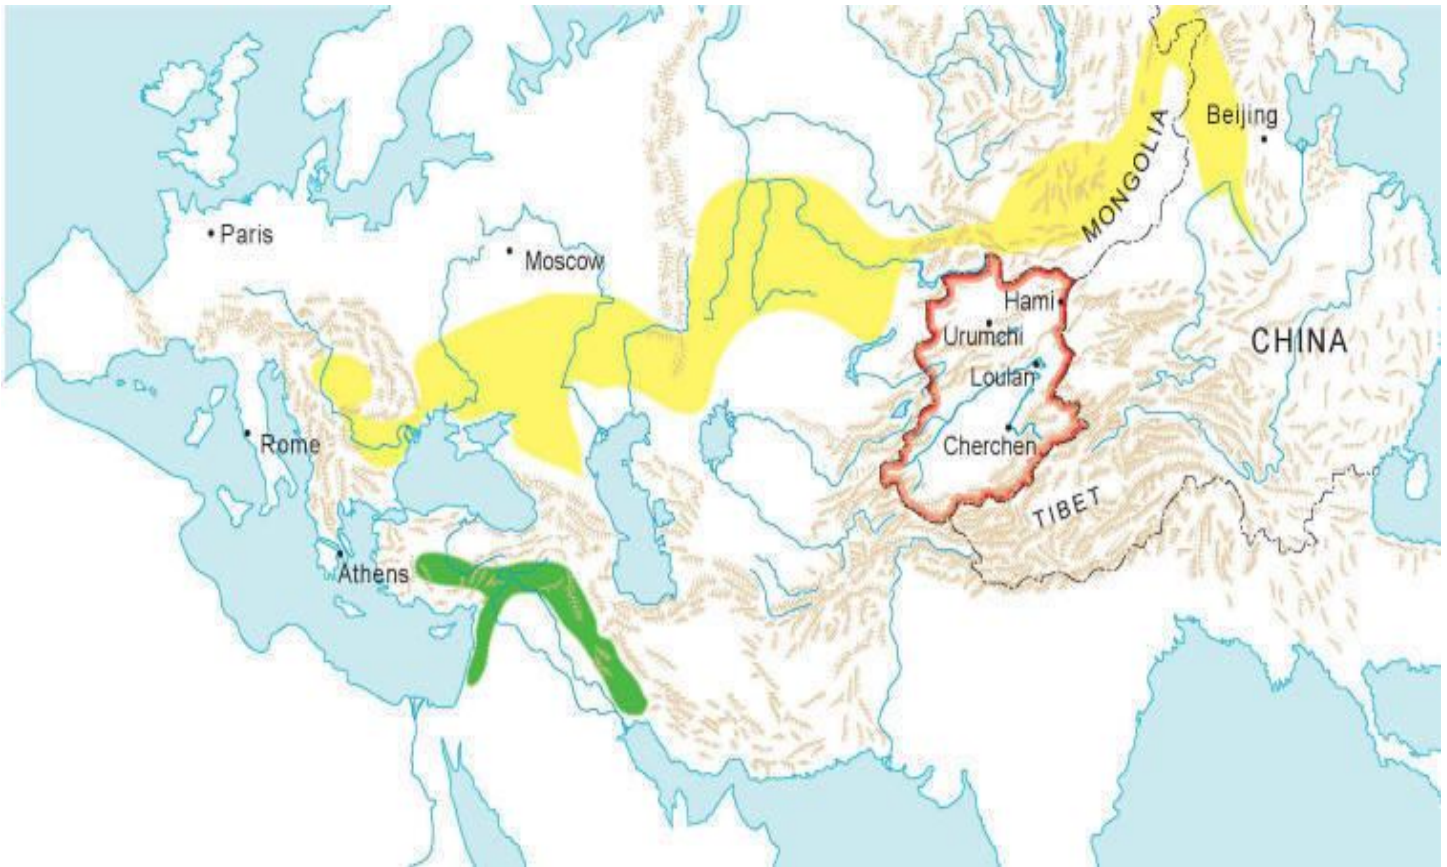 Beijing
MONGOLIA
Paris
Moscow
Hami
Urumchi
CHINA
Loulan
Rome
Cherchen
TIBET
Athens